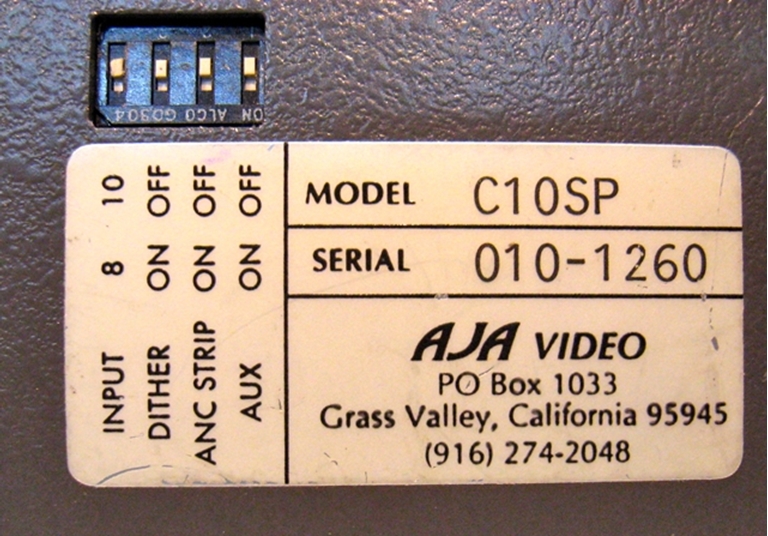 ON ALCO GD304
INPUT 8 10
DITHER ON OFF
ANC STRIP ON OFF
AUX ON OFF
MODEL C10SP
SERIAL 010-1260
AJA VIDEO
PO Box 1033
Grass Valley, California 95945
(916) 274-2048